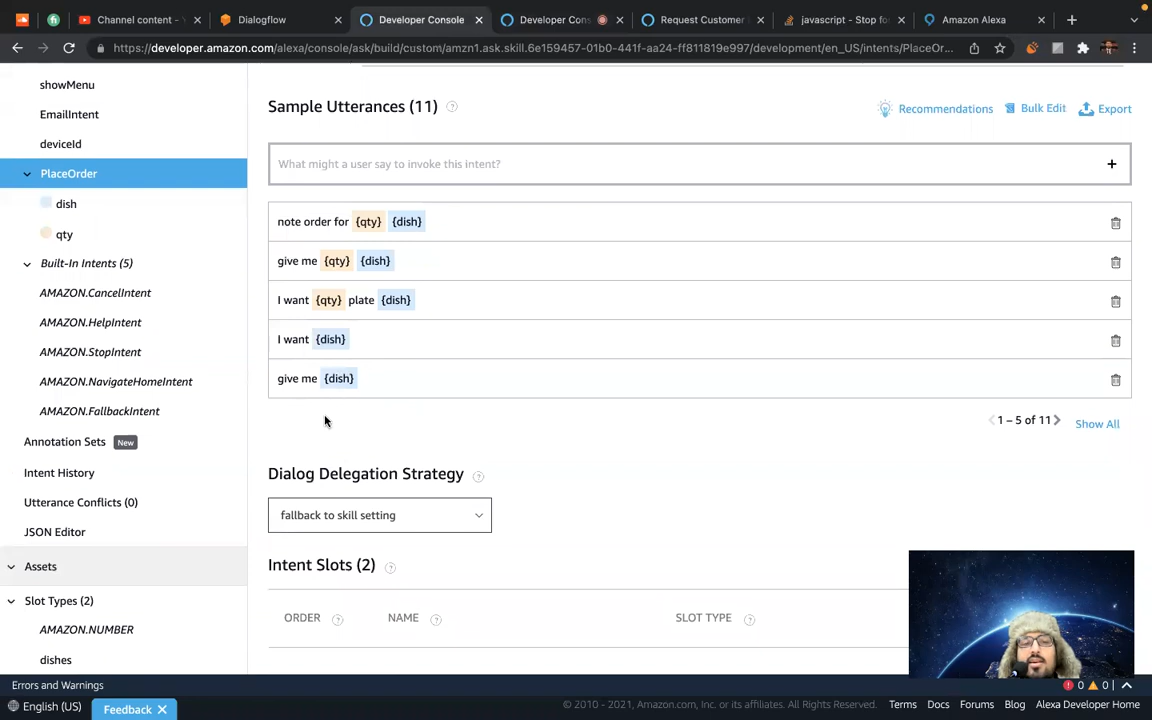 Channel content - Y
Dialogflow
Developer Console
Developer Cons
Request Customer
javascript - Stop fo
Amazon Alexa
https://developer.amazon.com/alexa/console/ask/build/custom/amzn1.ask.skill.6e159457-01b0-441f-aa24-ff811819e997/development/en_US/intents/PlaceOr...
showMenu
EmailIntent
deviceId
PlaceOrder
dish
qty
Built-In Intents (5)
AMAZON.CancelIntent
AMAZON.HelpIntent
AMAZON.StopIntent
AMAZON.NavigateHomeIntent
AMAZON.FallbackIntent
Annotation Sets New
Intent History
Utterance Conflicts (0)
JSON Editor
Assets
Slot Types (2)
AMAZON.NUMBER
dishes
Sample Utterances (11) ?
Recommendations Bulk Edit Export
What might a user say to invoke this intent? +
note order for {qty} {dish}
give me {qty} {dish}
I want {qty} plate {dish}
I want {dish}
give me {dish}
1 – 5 of 11 Show All
Dialog Delegation Strategy ?
fallback to skill setting
Intent Slots (2) ?
ORDER ? NAME ? SLOT TYPE ?
Errors and Warnings ! 0 0 |
English (US) Feedback © 2010 - 2021, Amazon.com, Inc. or its affiliates. All Rights Reserved. Terms Docs Forums Blog Alexa Developer Home